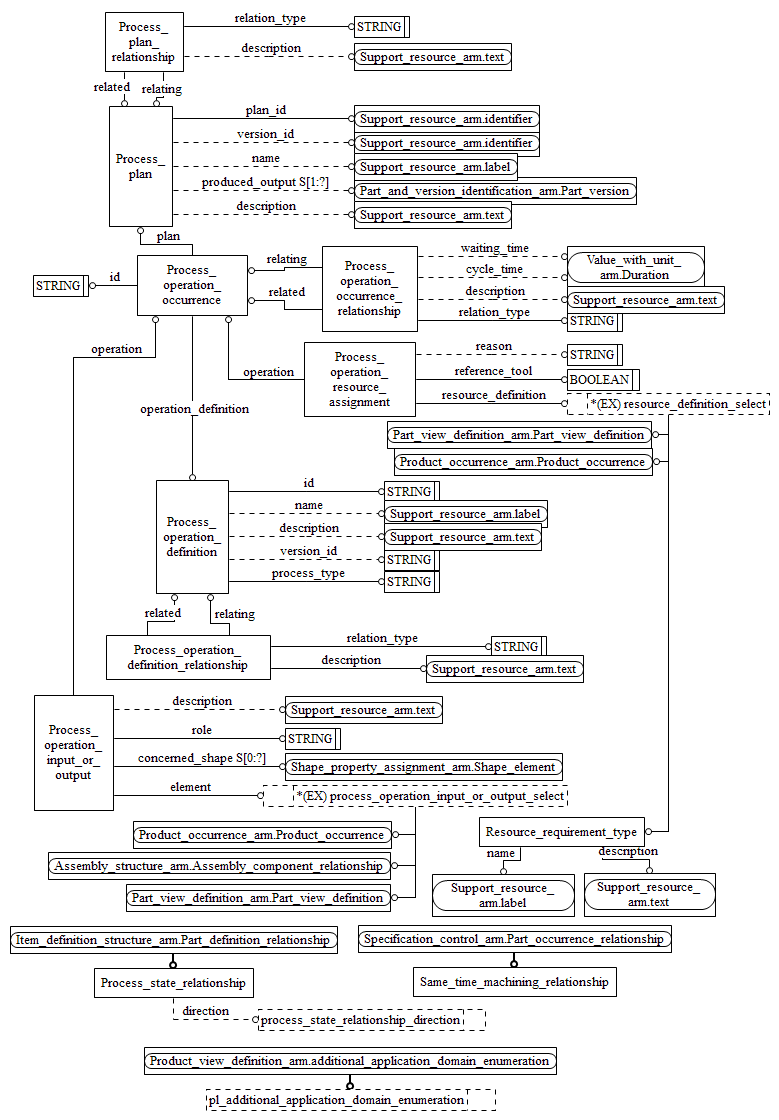 Process_
plan_
relationship
relation_type
STRING
description
Support_resource_arm.text
related
relating
Process_
plan
plan_id
Support_resource_arm.identifier
version_id
Support_resource_arm.identifier
name
Support_resource_arm.label
produced_output S[1:?]
Part_and_version_identification_arm.Part_version
description
Support_resource_arm.text
plan
STRING
id
Process_
operation_
occurrence
relating
related
Process_
operation_
occurrence_
relationship
waiting_time
cycle_time
Value_with_unit_
arm.Duration
description
Support_resource_arm.text
relation_type
STRING
operation
operation
Process_
operation_
resource_
assignment
reason
STRING
reference_tool
BOOLEAN
resource_definition
*(EX) resource_definition_select
operation_definition
Part_view_definition_arm.Part_view_definition
Product_occurrence_arm.Product_occurrence
Process_
operation_
definition
id
STRING
name
Support_resource_arm.label
description
Support_resource_arm.text
version_id
STRING
process_type
STRING
related
relating
Process_operation_
definition_relationship
relation_type
STRING
description
Support_resource_arm.text
Process_
operation_
input_or_
output
description
Support_resource_arm.text
role
STRING
concerned_shape S[0:?]
Shape_property_assignment_arm.Shape_element
element
*(EX) process_operation_input_or_output_select
Product_occurrence_arm.Product_occurrence
Assembly_structure_arm.Assembly_component_relationship
Part_view_definition_arm.Part_view_definition
Resource_requirement_type
name
description
Support_resource_
arm.label
Support_resource_
arm.text
Item_definition_structure_arm.Part_definition_relationship
Process_state_relationship
direction
process_state_relationship_direction
Specification_control_arm.Part_occurrence_relationship
Same_time_machining_relationship
Product_view_definition_arm.additional_application_domain_enumeration
pl_additional_application_domain_enumeration